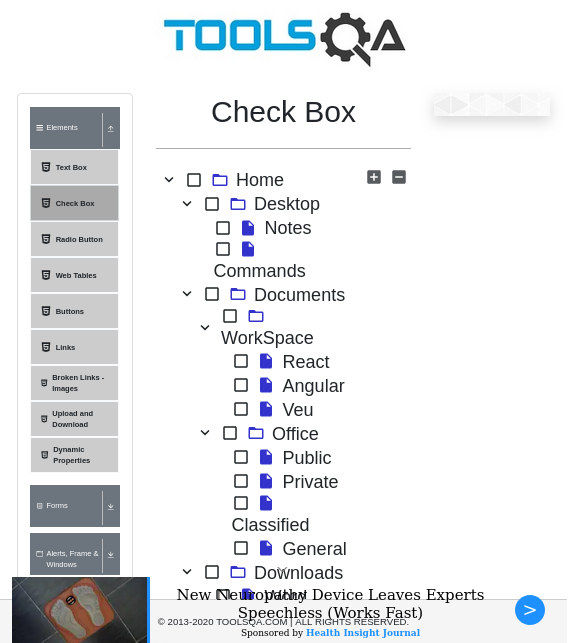 TOOLSQA
Check Box
Elements
Text Box
Check Box
Radio Button
Web Tables
Buttons
Links
Broken Links -
Images
Upload and
Download
Dynamic
Properties
Forms
Alerts, Frame &
Windows
Home
Desktop
Notes
Commands
Documents
WorkSpace
React
Angular
Veu
Office
Public
Private
Classified
General
Downloads
New Neuropathy Device Leaves Experts
Speechless (Works Fast)
© 2013-2020 TOOLSQA.COM | ALL RIGHTS RESERVED.
Sponsored by Health Insight Journal